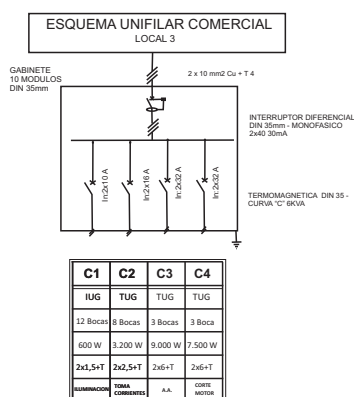 ESQUEMA UNIFILAR COMERCIAL
LOCAL 3
GABINETE
10 MODULOS
DIN 35mm
2 x 10 mm2 Cu + T 4
INTERRUPTOR DIFERENCIAL
DIN 35mm - MONOFASICO
2x40 30mA
In:2x10 A
In:2x16 A
In:2x32 A
In:2x32 A
TERMOMAGNETICA DIN 35 -
CURVA "C" 6KVA
C1 C2 C3 C4
IUG TUG TUG TUG
12 Bocas 8 Bocas 3 Bocas 3 Boca
600 W 3.200 W 9.000 W 7.500 W
2x1,5+T 2x2,5+T 2x6+T 2x6+T
ILUMINACION TOMA CORRIENTES A.A. CORTE MOTOR